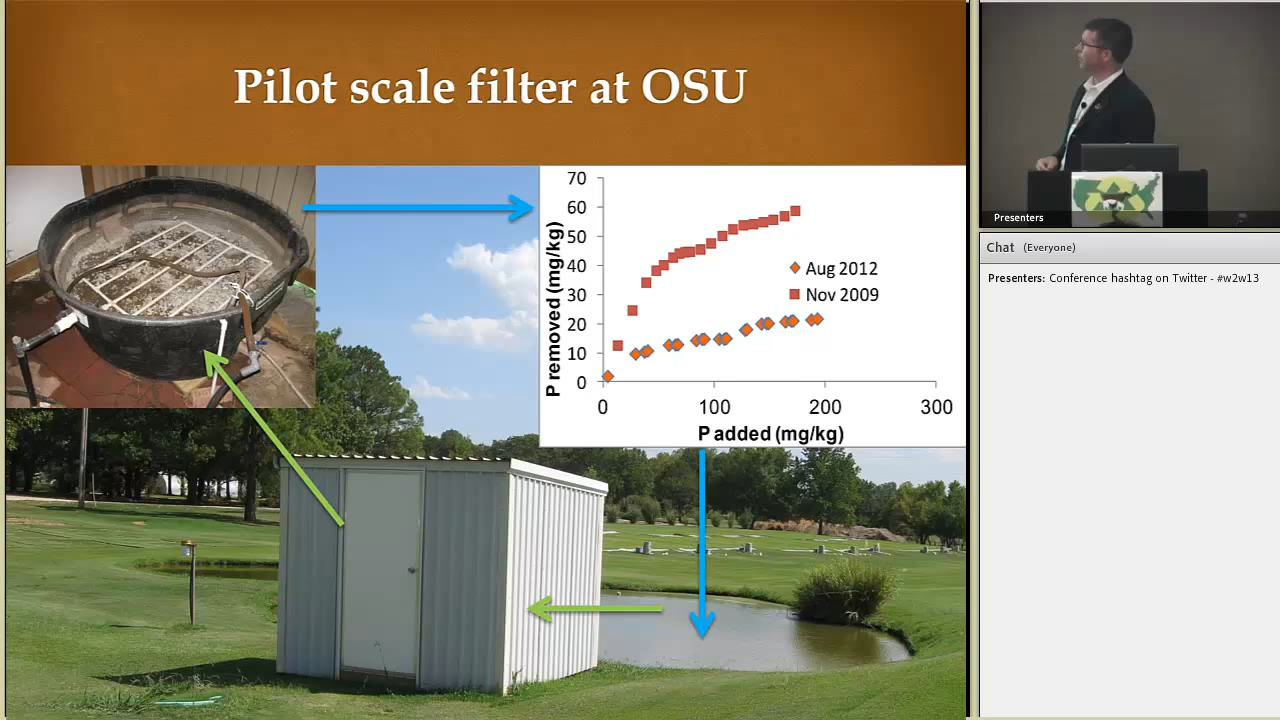 Pilot scale filter at OSU
70
60
50
40
30
20
10
0
P removed (mg/kg)
Aug 2012
Nov 2009
0 100 200 300
P added (mg/kg)
Presenters
Chat (Everyone)
Presenters: Conference hashtag on Twitter - #w2w13